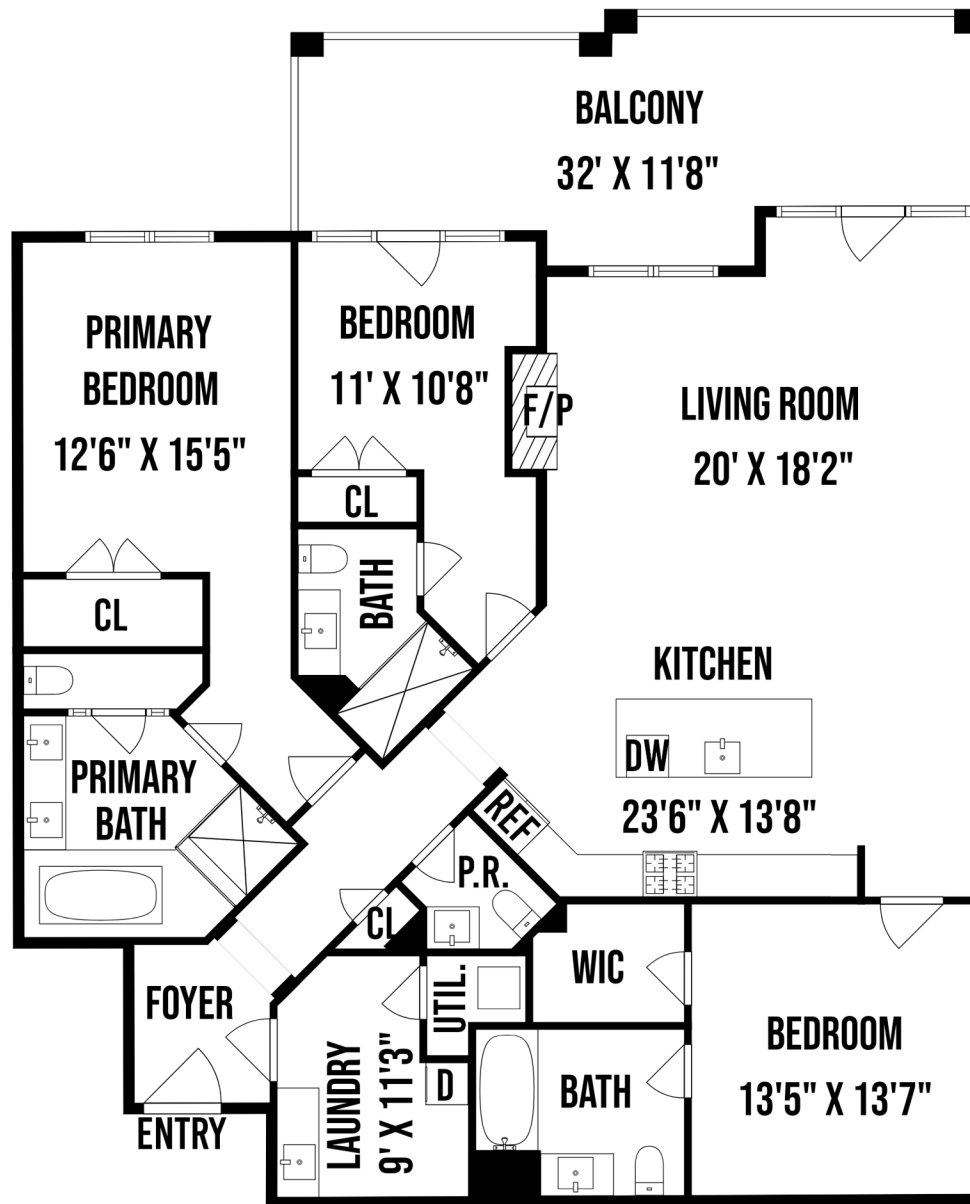 BALCONY
32' X 11'8"
PRIMARY
BEDROOM
12'6" X 15'5"
BEDROOM
11' X 10'8"
F/P
LIVING ROOM
20' X 18'2"
CL
BATH
CL
KITCHEN
DW
23'6" X 13'8"
PRIMARY
BATH
REF
P.R.
CL
WIC
FOYER
UTIL.
LAUNDRY
9' X 11'3"
D
BATH
BEDROOM
13'5" X 13'7"
ENTRY